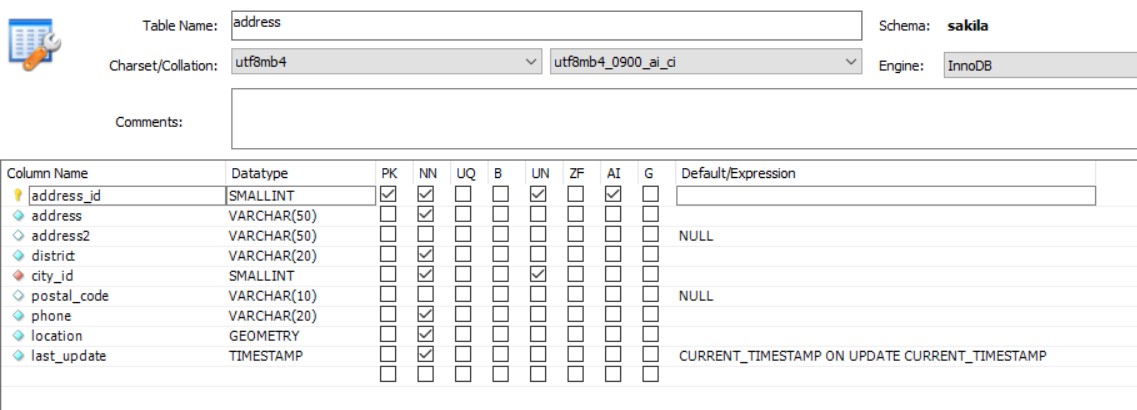 Table Name: address Schema: sakila
Charset/Collation: utf8mb4 utf8mb4_0900_ai_ci Engine: InnoDB
Comments:
Column Name Datatype PK NN UQ B UN ZF AI G Default/Expression
address_id SMALLINT
address VARCHAR(50)
address2 VARCHAR(50) NULL
district VARCHAR(20)
city_id SMALLINT
postal_code VARCHAR(10) NULL
phone VARCHAR(20)
location GEOMETRY
last_update TIMESTAMP CURRENT_TIMESTAMP ON UPDATE CURRENT_TIMESTAMP